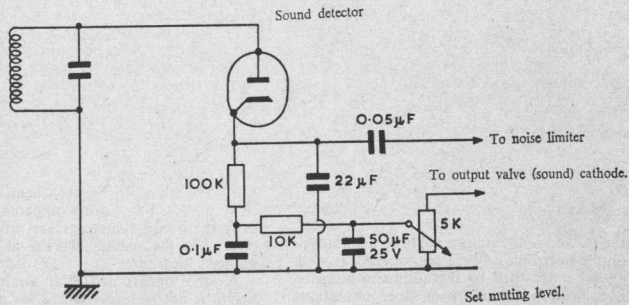 Sound detector
0·05µF
To noise limiter
To output valve (sound) cathode.
100K
22µF
5K
10K
0·1µF
50µF
25V
Set muting level.